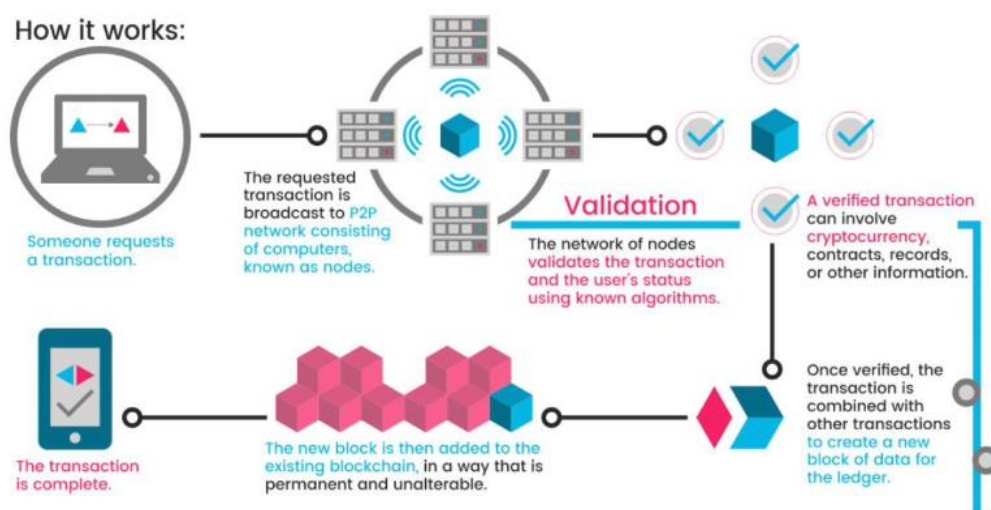 How it works:
Someone requests
a transaction.
The requested
transaction is
broadcast to P2P
network consisting
of computers,
known as nodes.
Validation
The network of nodes
validates the transaction
and the user's status
using known algorithms.
A verified transaction
can involve
cryptocurrency,
contracts, records,
or other information.
Once verified, the
transaction is
combined with
other transactions
to create a new
block of data for
the ledger.
The new block is then added to the
existing blockchain, in a way that is
permanent and unalterable.
The transaction
is complete.